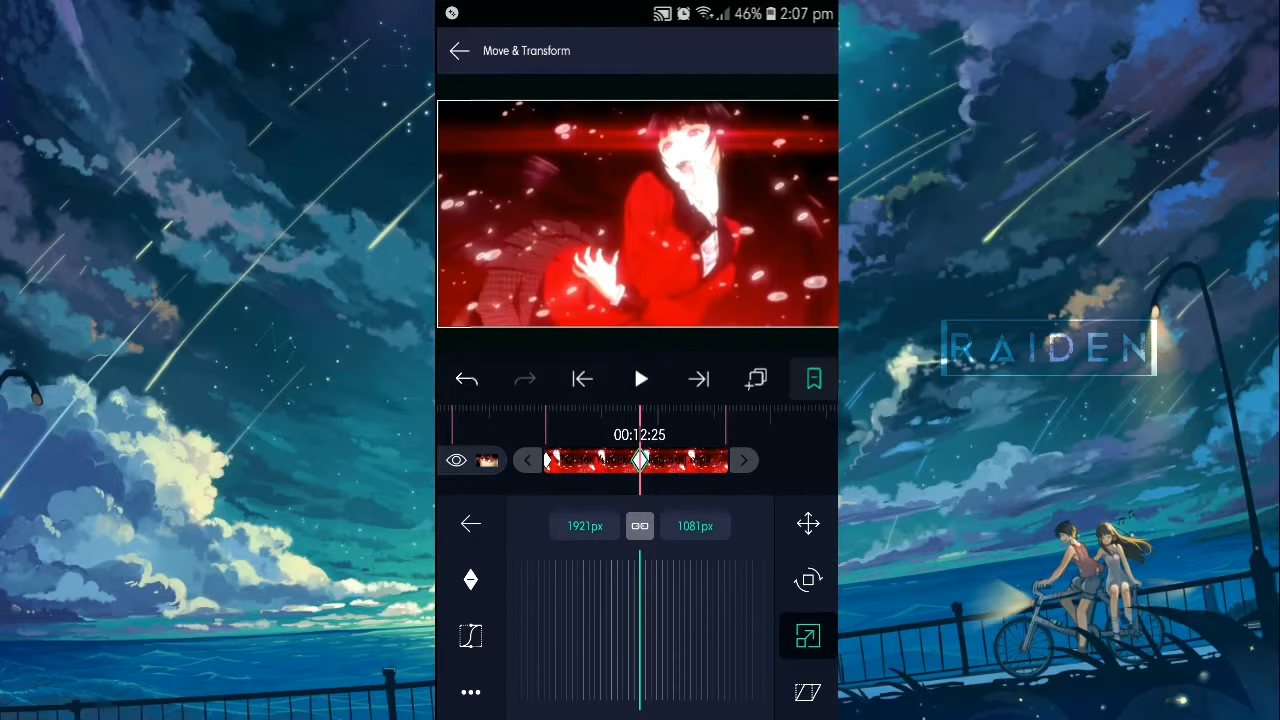 46% 2:07 pm
Move & Transform
RAIDEN
00:12:25
1921px
1081px